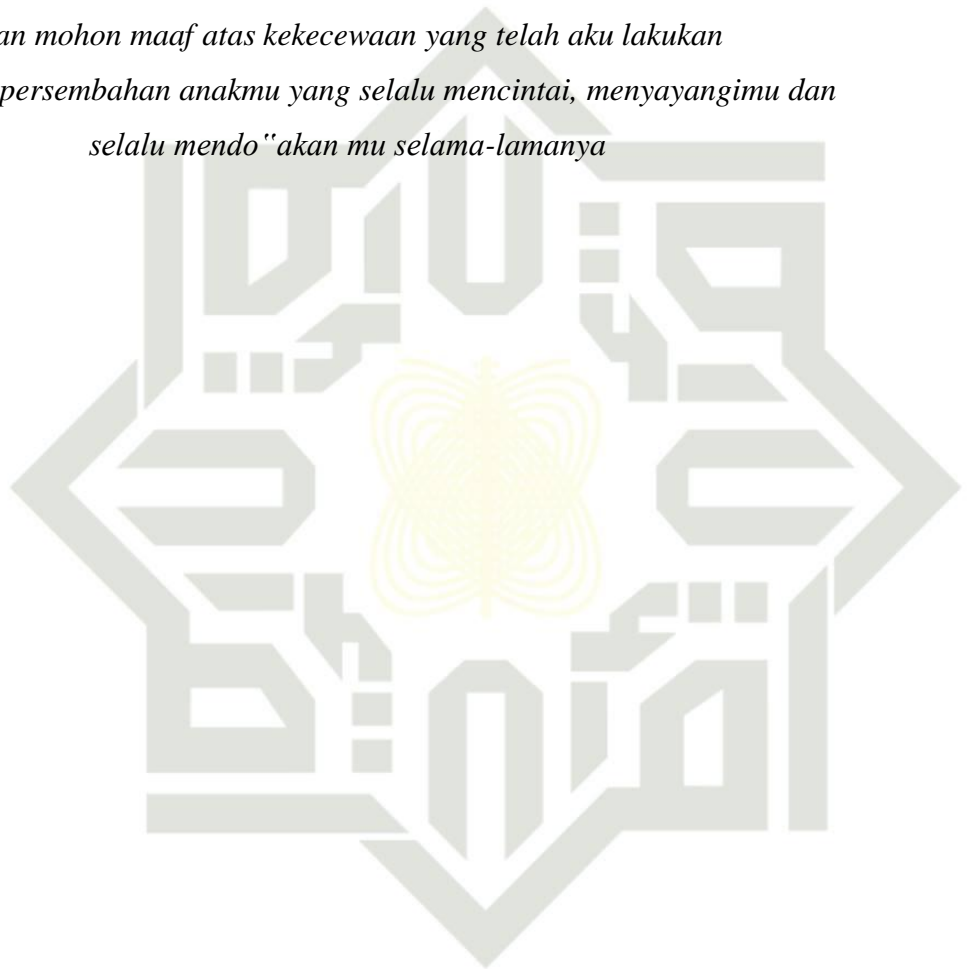 an mohon maaf atas kekecewaan yang telah aku lakukan
persembahan anakmu yang selalu mencintai, menyayangimu dan
selalu mendo‟akan mu selama-lamanya